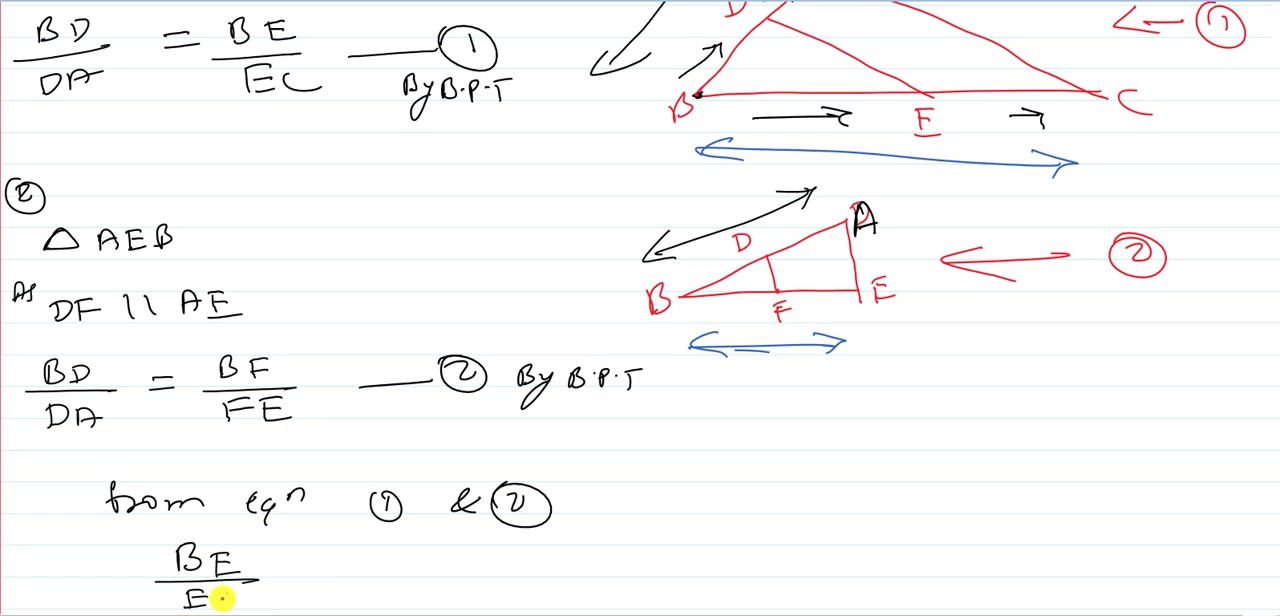 BD/DA = BE/EC —— ①
By B.P.T
D
①
B E C
②
△ AEB
As DF || AE
D A
B F E
②
BD/DA = BF/FE —— ② By B.P.T
from eqn ① & ②
BE/E